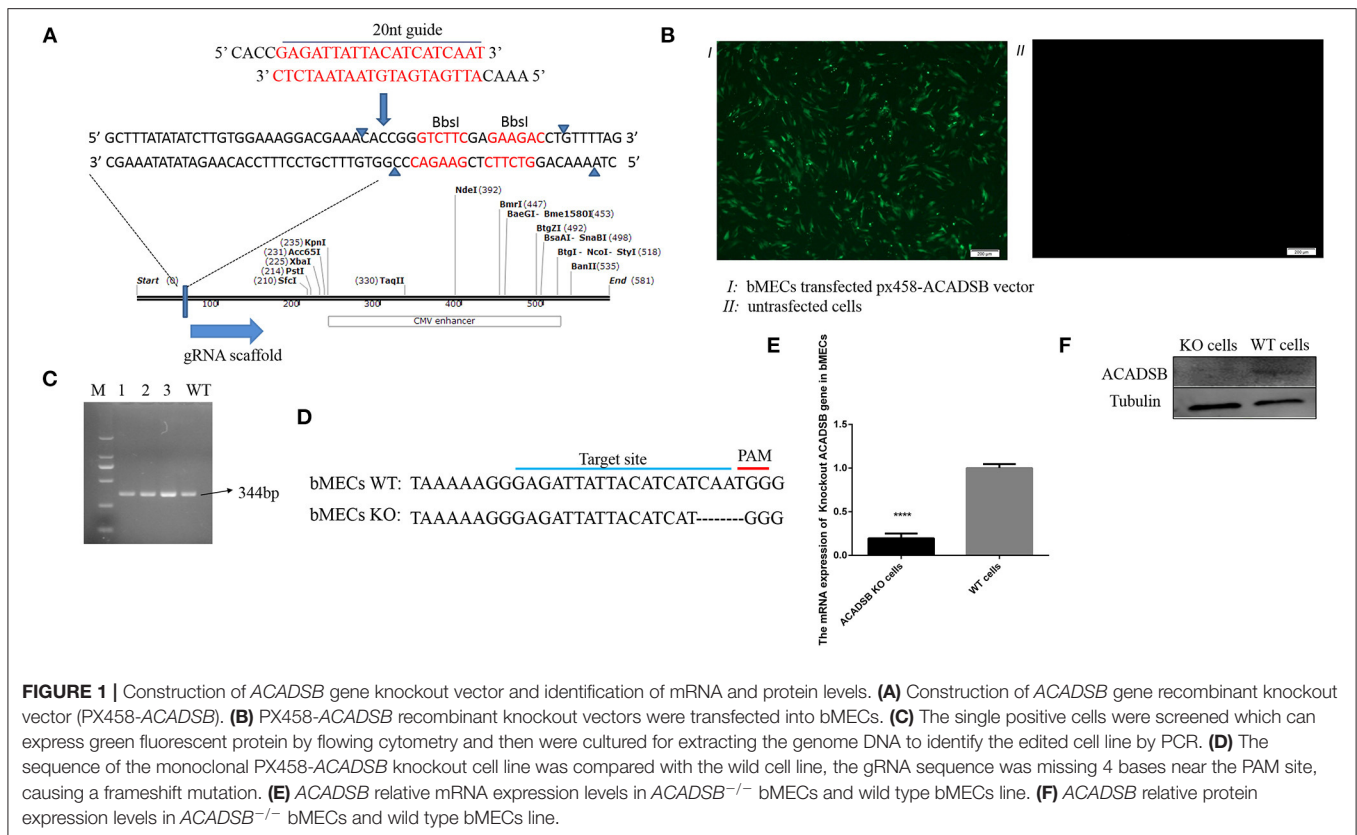 A
20nt guide
5' CACCGAGATTATTACATCATCAAT 3'
3' CTCTAATAATGTAGTAGTTACAAA 5'
BbsI BbsI
5' GCTTTATATATCTTGTGGAAAGGACGAAACACCGGGTCTTCGAGAAGACCTGTTTTAG 3'
3' CGAAATATATAGAACACCTTTCCTGCTTTGTGGCCCAGAAGCTCTTCTGGACAAAATC 5'
NdeI (392)
BmrI (447)
BaeGI - Bme1580I (453)
BtgZI (492)
BsaAI - SnaBI (498)
BtgI - NcoI - StyI (518)
BanII (535)
(235) KpnI
(231) Acc65I
(225) XbaI
(214) PstI
(210) SfcI
(330) TaqII
Start (0)
End (581)
100 200 300 400 500
CMV enhancer
gRNA scaffold
B
I
II
200 μm
200 μm
I: bMECs transfected px458-ACADSB vector
II: untrasfected cells
C
M 1 2 3 WT
344bp
D
Target site PAM
bMECs WT: TAAAAAGGGAGATTATTACATCATCAATGGG
bMECs KO: TAAAAAGGGAGATTATTACATCAT--------GGG
E
The mRNA expression of Knockout ACADSB gene in bMECs
1.5
1.0
0.5
0.0
****
ACADSB KO cells
WT cells
F
KO cells WT cells
ACADSB
Tubulin
FIGURE 1 | Construction of ACADSB gene knockout vector and identification of mRNA and protein levels. (A) Construction of ACADSB gene recombinant knockout
vector (PX458-ACADSB). (B) PX458-ACADSB recombinant knockout vectors were transfected into bMECs. (C) The single positive cells were screened which can
express green fluorescent protein by flowing cytometry and then were cultured for extracting the genome DNA to identify the edited cell line by PCR. (D) The
sequence of the monoclonal PX458-ACADSB knockout cell line was compared with the wild cell line, the gRNA sequence was missing 4 bases near the PAM site,
causing a frameshift mutation. (E) ACADSB relative mRNA expression levels in ACADSB−/− bMECs and wild type bMECs line. (F) ACADSB relative protein
expression levels in ACADSB−/− bMECs and wild type bMECs line.